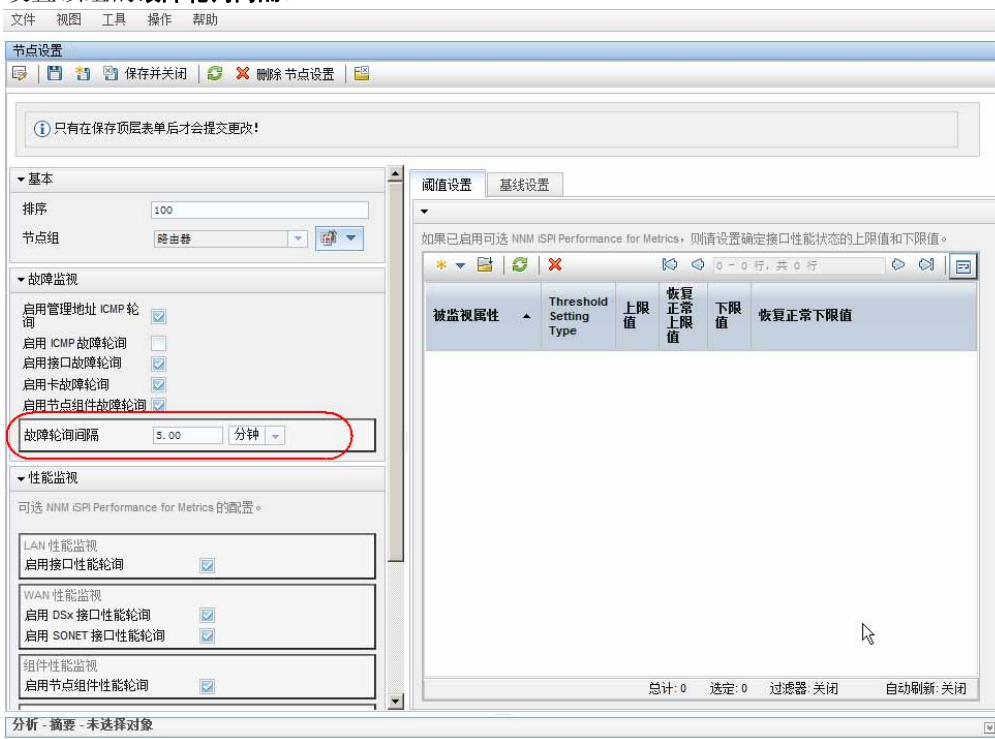 文件 视图 工具 操作 帮助
节点设置
保存并关闭 删除 节点设置
只有在保存顶层表单后才会提交更改!
基本
排序 100
节点组 路由器
故障监视
启用管理地址 ICMP 轮
询
启用 ICMP 故障轮询
启用接口故障轮询
启用卡故障轮询
启用节点组件故障轮询
故障轮询间隔 5.00 分钟
性能监视
可选 NNM iSPI Performance for Metrics 的配置。
LAN 性能监视
启用接口性能轮询
WAN 性能监视
启用 DSx 接口性能轮询
启用 SONET 接口性能轮询
组件性能监视
启用节点组件性能轮询
阈值设置 基线设置
如果已启用可选 NNM iSPI Performance for Metrics,则请设置确定接口性能状态的上限值和下限值。
0 - 0 行, 共 0 行
被监视属性 Threshold Setting Type 上限值 恢复正常上限值 下限值 恢复正常下限值
总计: 0 选定: 0 过滤器: 关闭 自动刷新: 关闭
分析 - 摘要 - 未选择对象